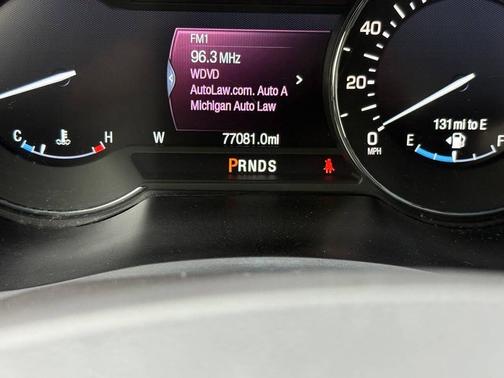 FM1
96.3 MHz
WDVD
AutoLaw.com. Auto A
Michigan Auto Law
C H
W 77081.0mi
PRNDS
40
20
0
MPH
131 mi to E
E F